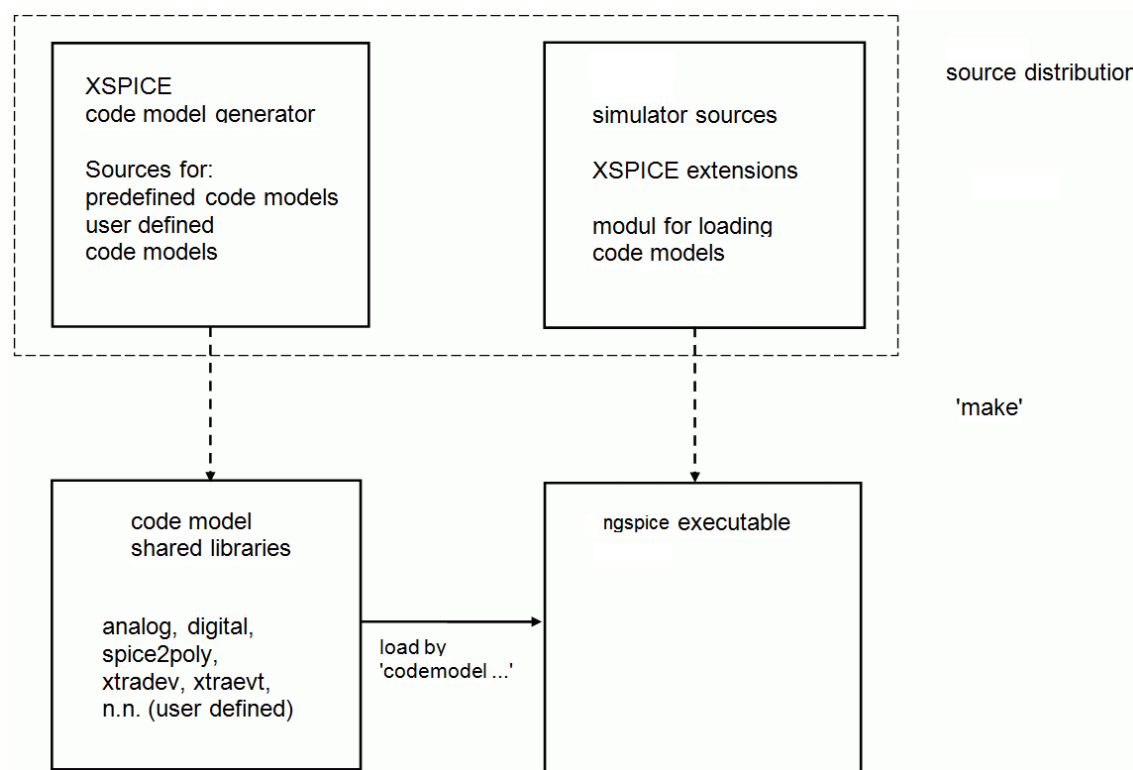 XSPICE
code model generator
Sources for:
predefined code models
user defined
code models
simulator sources
XSPICE extensions
modul for loading
code models
source distribution
'make'
code model
shared libraries
analog, digital,
spice2poly,
xtradev, xtraevt,
n.n. (user defined)
load by
'codemodel ...'
ngspice executable